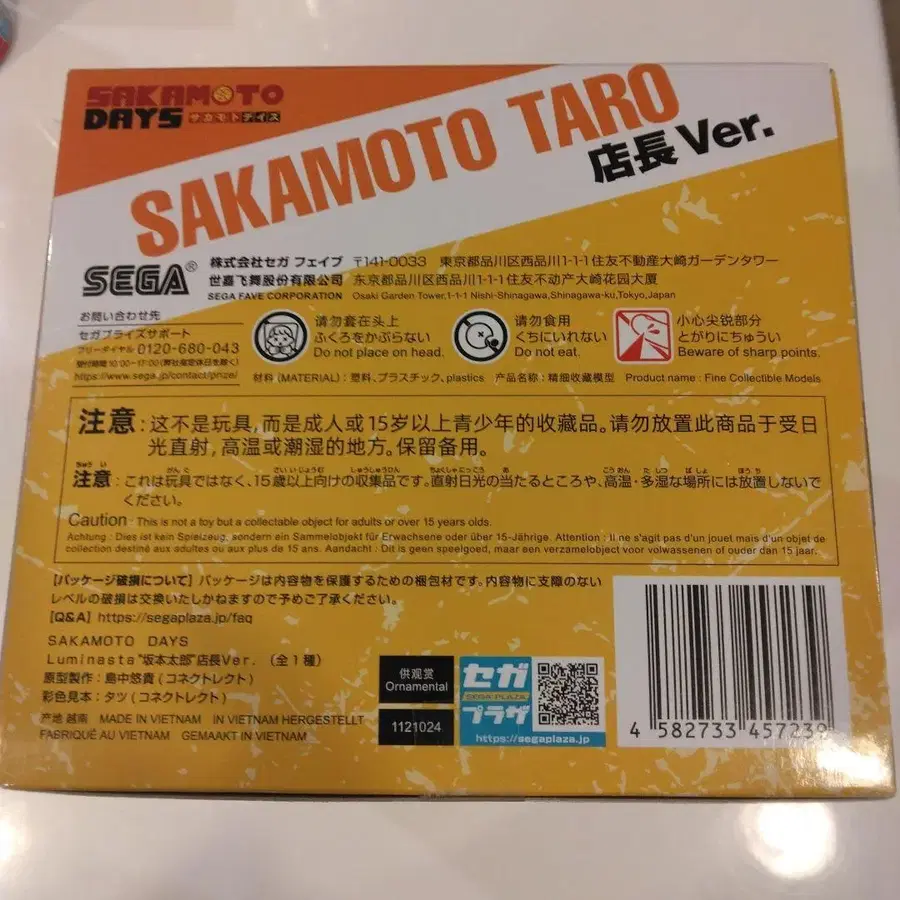 SAKAMOTO
DAYS サカモトデイズ
SAKAMOTO TARO
店長 Ver.
SEGA®
株式会社セガ フェイブ 〒141-0033 東京都品川区西品川1-1-1住友不動産大崎ガーデンタワー
世嘉飞舞股份有限公司 东京都品川区西品川1-1-1住友不动产大崎花园大厦
SEGA FAVE CORPORATION Osaki Garden Tower,1-1-1 Nishi-Shinagawa,Shinagawa-ku,Tokyo,Japan
お問い合わせ先
セガプライズサポート
フリーダイヤル 0120-680-043
受付時間 10:00-17:00(弊社指定休日を除く)
https://www.sega.jp/contact/prize/
请勿套在头上
ふくろをかぶらない
Do not place on head.
请勿食用
くちにいれない
Do not eat.
小心尖锐部分
とがりにちゅうい
Beware of sharp points.
材料 (MATERIAL) : 塑料、プラスチック、plastics 产品名称 : 精细收藏模型 Product name : Fine Collectible Models
注意 : 这不是玩具,而是成人或15岁以上青少年的收藏品。请勿放置此商品于受日
光直射,高温或潮湿的地方。保留备用。
注意 : これは玩具ではなく、15歳以上向けの収集品です。直射日光の当たるところや、高温・多湿な場所には放置しないで
ください。
Caution : This is not a toy but a collectable object for adults or over 15 years olds.
Achtung : Dies ist kein Spielzeug, sondern ein Sammelobjekt für Erwachsene oder über 15-Jährige. Attention : Il ne s'agit pas d'un jouet mais d'un objet de
collection destiné aux adultes ou aux plus de 15 ans. Aandacht : Dit is geen speelgoed, maar een verzamelobject voor volwassenen of ouder dan 15 jaar.
【パッケージ破損について】パッケージは内容物を保護するための梱包材です。内容物に支障のない
レベルの破損は交換いたしかねますので予めご了承ください。
【Q&A】https://segaplaza.jp/faq
SAKAMOTO DAYS
Luminasta“坂本太郎”店長Ver. (全1種)
原型製作 : 島中悠貴 (コネクトレクト)
彩色見本 : タツ (コネクトレクト)
产地 越南 MADE IN VIETNAM IN VIETNAM HERGESTELLT
FABRIQUÉ AU VIETNAM GEMAAKT IN VIETNAM
供观赏
Ornamental
1121024
セガ
SEGA PLAZA
プラザ
https://segaplaza.jp
4 582733 457239